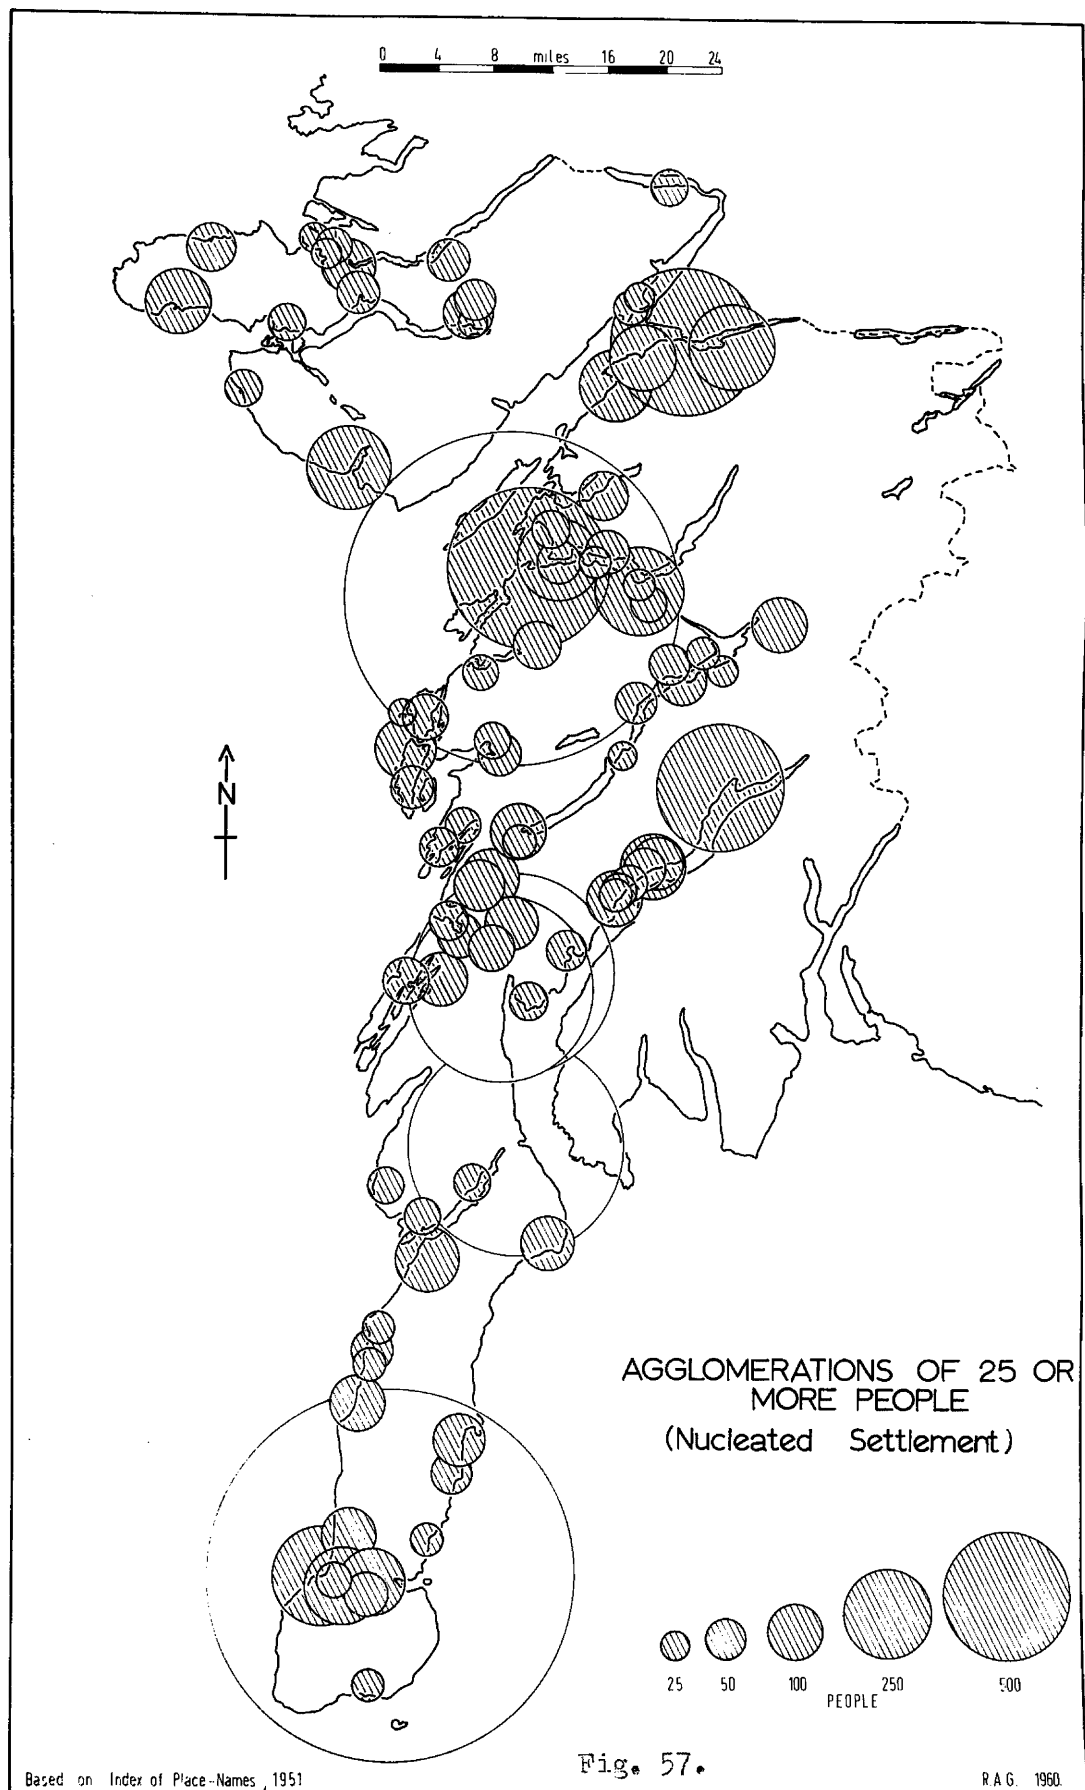 0 4 8 miles 16 20 24
N
AGGLOMERATIONS OF 25 OR
MORE PEOPLE
(Nucleated Settlement)
25 50 100 250 500
PEOPLE
Fig. 57.
Based on Index of Place-Names, 1951
R.A.G. 1960.